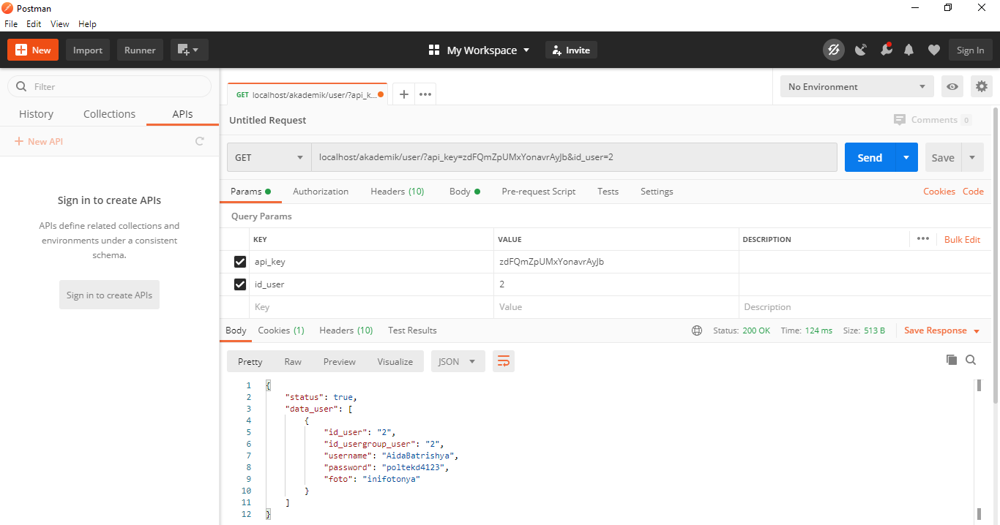 Postman
File Edit View Help
New Import Runner My Workspace Invite Sign In
Filter
History Collections APIs
New API
Sign in to create APIs
APIs define related collections and
environments under a consistent
schema.
Sign in to create APIs
GET localhost/akademik/user/?api_k...
No Environment
Untitled Request
Comments 0
GET localhost/akademik/user/?api_key=zdFQmZpUMxYonavrAyJb&id_user=2 Send Save
Params Authorization Headers (10) Body Pre-request Script Tests Settings Cookies Code
Query Params
KEY VALUE DESCRIPTION Bulk Edit
api_key zdFQmZpUMxYonavrAyJb
id_user 2
Key Value Description
Body Cookies (1) Headers (10) Test Results Status: 200 OK Time: 124 ms Size: 513 B Save Response
Pretty Raw Preview Visualize JSON
1 {
2 "status": true,
3 "data_user": [
4 {
5 "id_user": "2",
6 "id_usergroup_user": "2",
7 "username": "AidaBatrishya",
8 "password": "poltekd4123",
9 "foto": "inifotonya"
10 }
11 ]
12 }